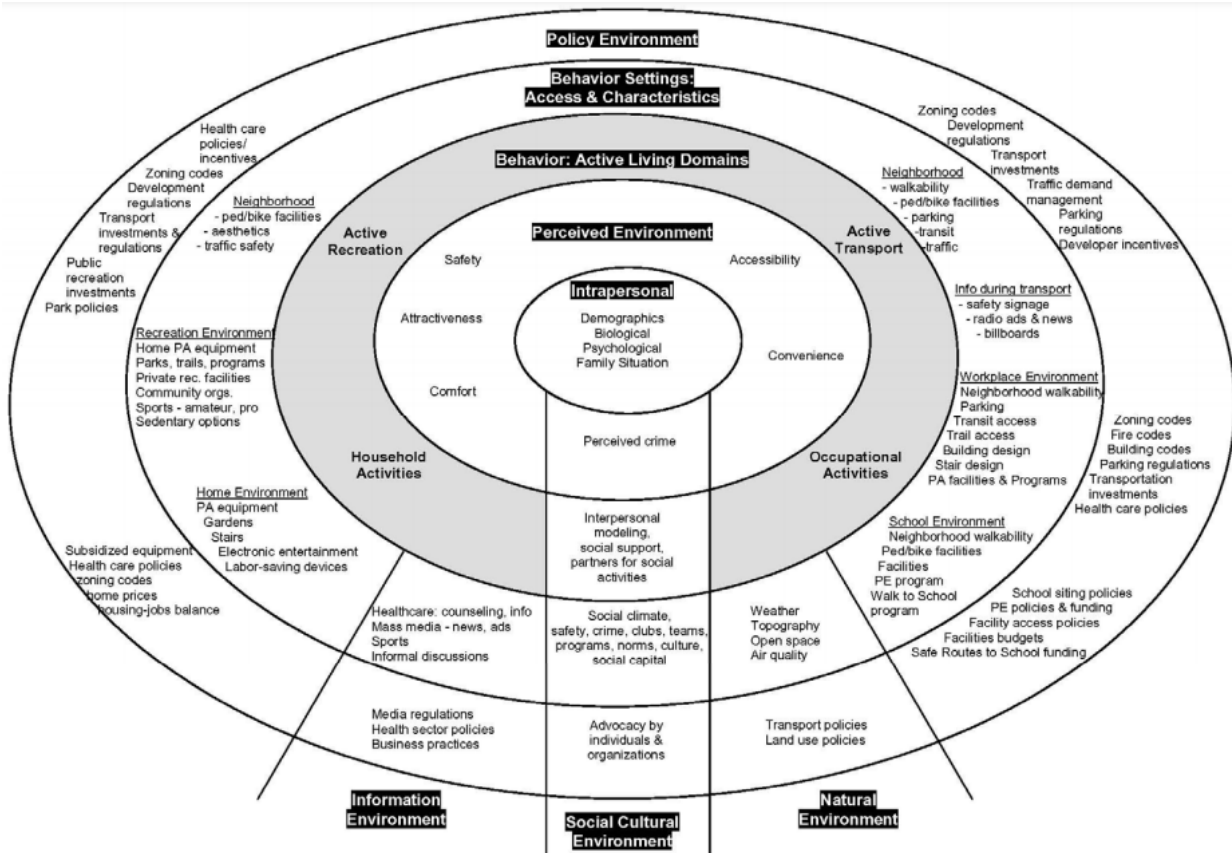 Policy Environment
Behavior Settings:
Access & Characteristics
Behavior: Active Living Domains
Perceived Environment
Intrapersonal
Demographics
Biological
Psychological
Family Situation
Safety
Attractiveness
Comfort
Accessibility
Convenience
Perceived crime
Active
Recreation
Active
Transport
Household
Activities
Occupational
Activities
Interpersonal
modeling,
social support,
partners for social
activities
Health care
policies/
incentives
Zoning codes
Development
regulations
Transport
investments &
regulations
Public
recreation
investments
Park policies
Neighborhood
- ped/bike facilities
- aesthetics
- traffic safety
Recreation Environment
Home PA equipment
Parks, trails, programs
Private rec. facilities
Community orgs.
Sports - amateur, pro
Sedentary options
Home Environment
PA equipment
Gardens
Stairs
Electronic entertainment
Labor-saving devices
Subsidized equipment
Health care policies
zoning codes
home prices
housing-jobs balance
Zoning codes
Development
regulations
Transport
investments
Traffic demand
management
Parking
regulations
Developer incentives
Neighborhood
- walkability
- ped/bike facilities
- parking
-transit
-traffic
Info during transport
- safety signage
- radio ads & news
- billboards
Workplace Environment
Neighborhood walkability
Parking
Transit access
Trail access
Building design
Stair design
PA facilities & Programs
Zoning codes
Fire codes
Building codes
Parking regulations
Transportation
investments
Health care policies
School Environment
Neighborhood walkability
Ped/bike facilities
Facilities
PE program
Walk to School
program
School siting policies
PE policies & funding
Facility access policies
Facilities budgets
Safe Routes to School funding
Healthcare: counseling, info
Mass media - news, ads
Sports
Informal discussions
Social climate,
safety, crime, clubs, teams,
programs, norms, culture,
social capital
Weather
Topography
Open space
Air quality
Media regulations
Health sector policies
Business practices
Advocacy by
individuals &
organizations
Transport policies
Land use policies
Information
Environment
Social Cultural
Environment
Natural
Environment